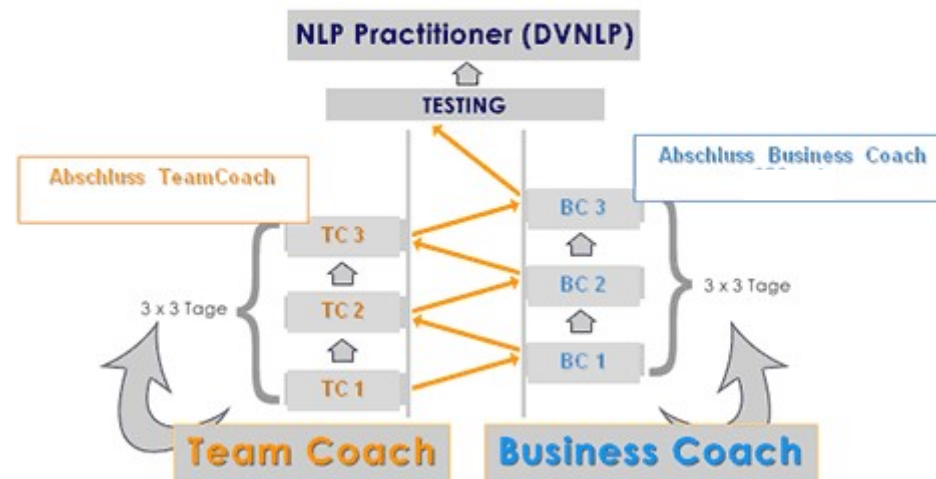 NLP Practitioner (DVNLP)
TESTING
Abschluss TeamCoach
Abschluss Business Coach
TC 3
BC 3
TC 2
BC 2
TC 1
BC 1
3 x 3 Tage
3 x 3 Tage
Team Coach
Business Coach